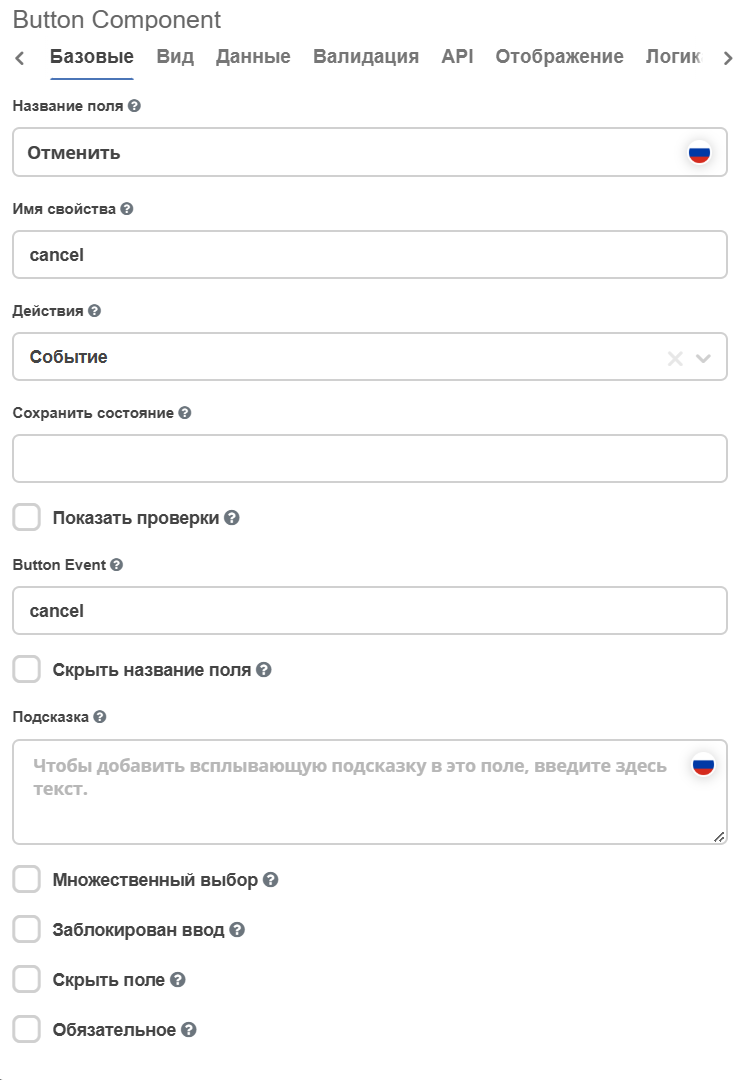 Button Component
Базовые Вид Данные Валидация API Отображение Логик
Название поля
Отменить
Имя свойства
cancel
Действия
Событие
Сохранить состояние
Показать проверки
Button Event
cancel
Скрыть название поля
Подсказка
Чтобы добавить всплывающую подсказку в это поле, введите здесь
текст.
Множественный выбор
Заблокирован ввод
Скрыть поле
Обязательное